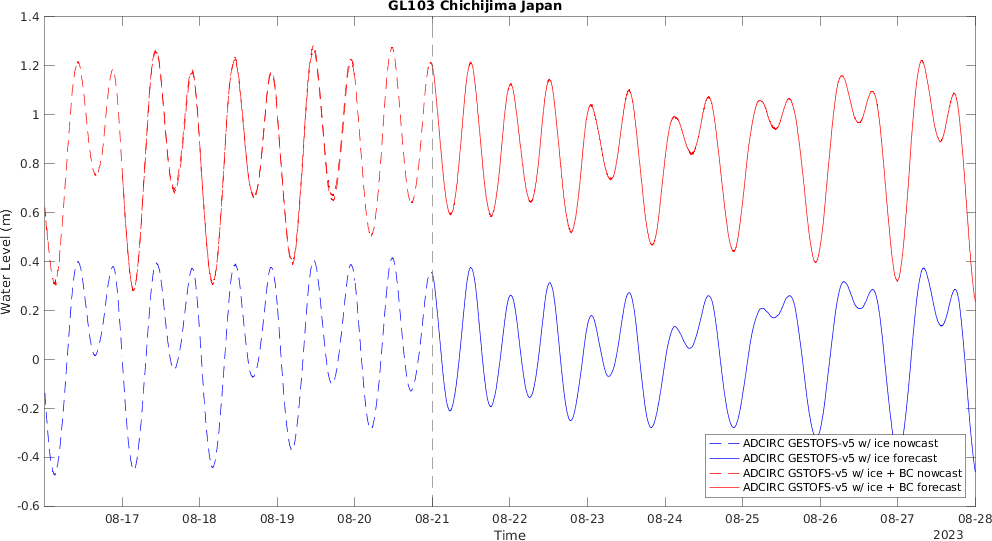 GL103 Chichijima Japan
1.4
1.2
1
0.8
0.6
0.4
0.2
0
-0.2
-0.4
-0.6
Water Level (m)
ADCIRC GESTOFS-v5 w/ ice nowcast
ADCIRC GESTOFS-v5 w/ ice forecast
ADCIRC GSTOFS-v5 w/ ice + BC nowcast
ADCIRC GSTOFS-v5 w/ ice + BC forecast
08-17 08-18 08-19 08-20 08-21 08-22 08-23 08-24 08-25 08-26 08-27 08-28
Time
2023